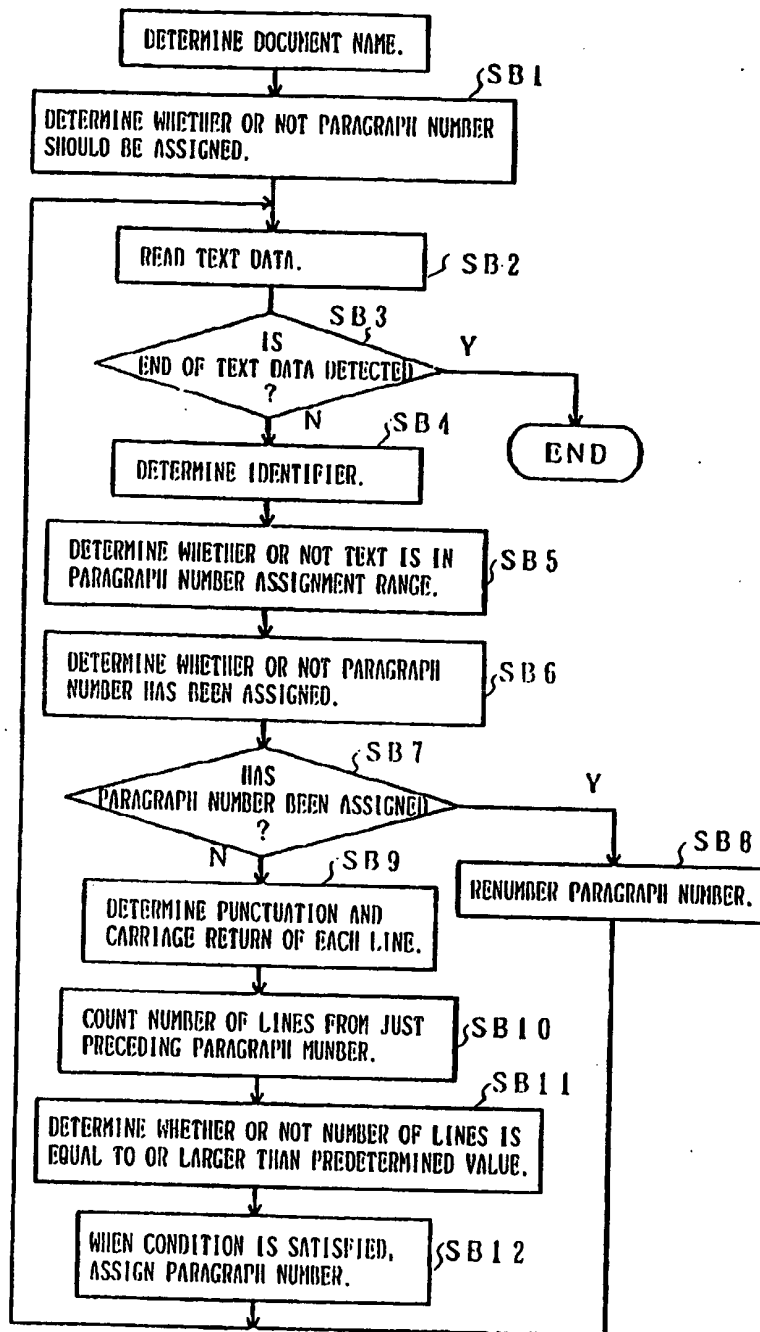 DETERMINE DOCUMENT NAME.
SB1
DETERMINE WHETHER OR NOT PARAGRAPH NUMBER
SHOULD BE ASSIGNED.
READ TEXT DATA.
SB2
SB3
IS
END OF TEXT DATA DETECTED
?
Y
N
END
SB4
DETERMINE IDENTIFIER.
DETERMINE WHETHER OR NOT TEXT IS IN
PARAGRAPH NUMBER ASSIGNMENT RANGE.
SB5
DETERMINE WHETHER OR NOT PARAGRAPH
NUMBER HAS BEEN ASSIGNED.
SB6
SB7
HAS
PARAGRAPH NUMBER BEEN ASSIGNED
?
Y
N
SB8
RENUMBER PARAGRAPH NUMBER.
SB9
DETERMINE PUNCTUATION AND
CARRIAGE RETURN OF EACH LINE.
COUNT NUMBER OF LINES FROM JUST
PRECEDING PARAGRAPH MUNBER.
SB10
SB11
DETERMINE WHETHER OR NOT NUMBER OF LINES IS
EQUAL TO OR LARGER THAN PREDETERMINED VALUE.
WHEN CONDITION IS SATISFIED,
ASSIGN PARAGRAPH NUMBER.
SB12